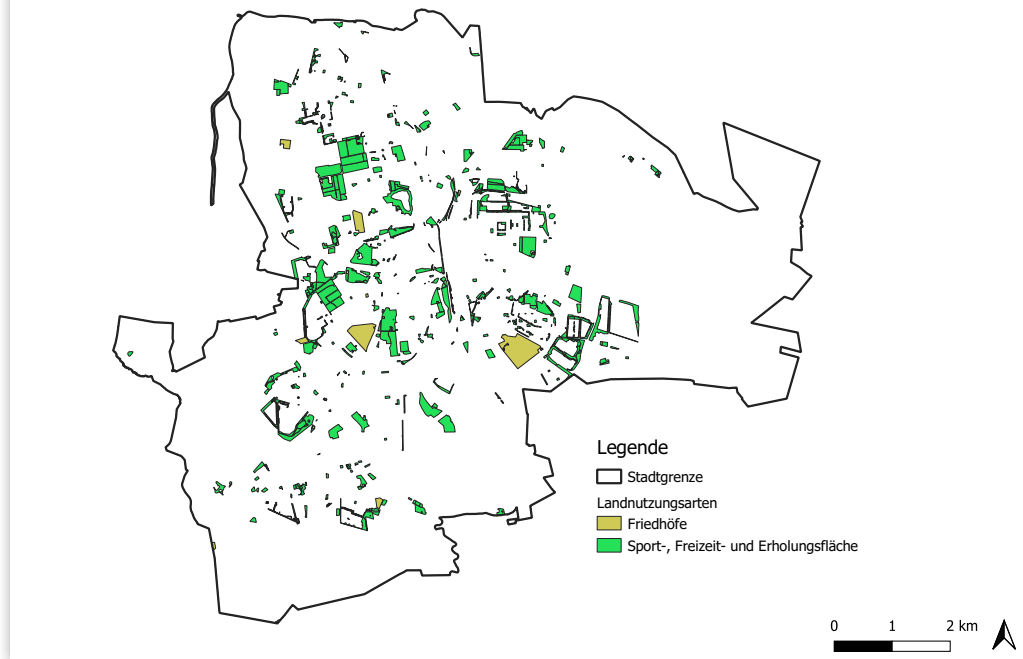 Legende
Stadtgrenze
Landnutzungsarten
Friedhöfe
Sport-, Freizeit- und Erholungsfläche
0 1 2 km